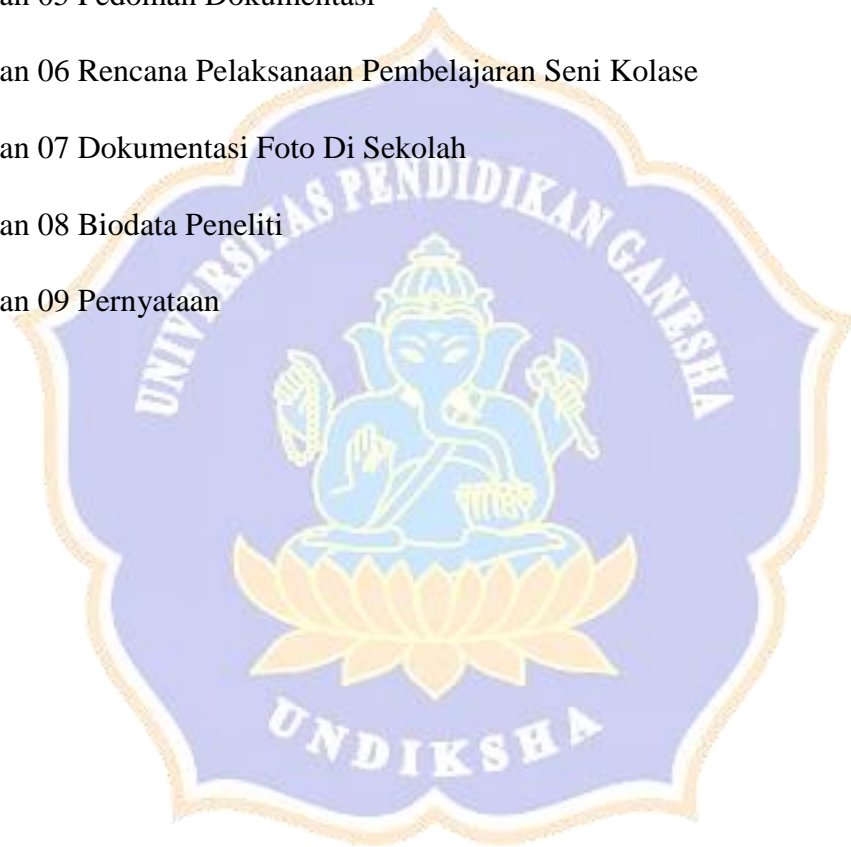 an 05 Pedoman Dokumentasi
an 06 Rencana Pelaksanaan Pembelajaran Seni Kolase
an 07 Dokumentasi Foto Di Sekolah
an 08 Biodata Peneliti
an 09 Pernyataan
UNIVERSITAS PENDIDIKAN GANESHA
UNDIKSHA